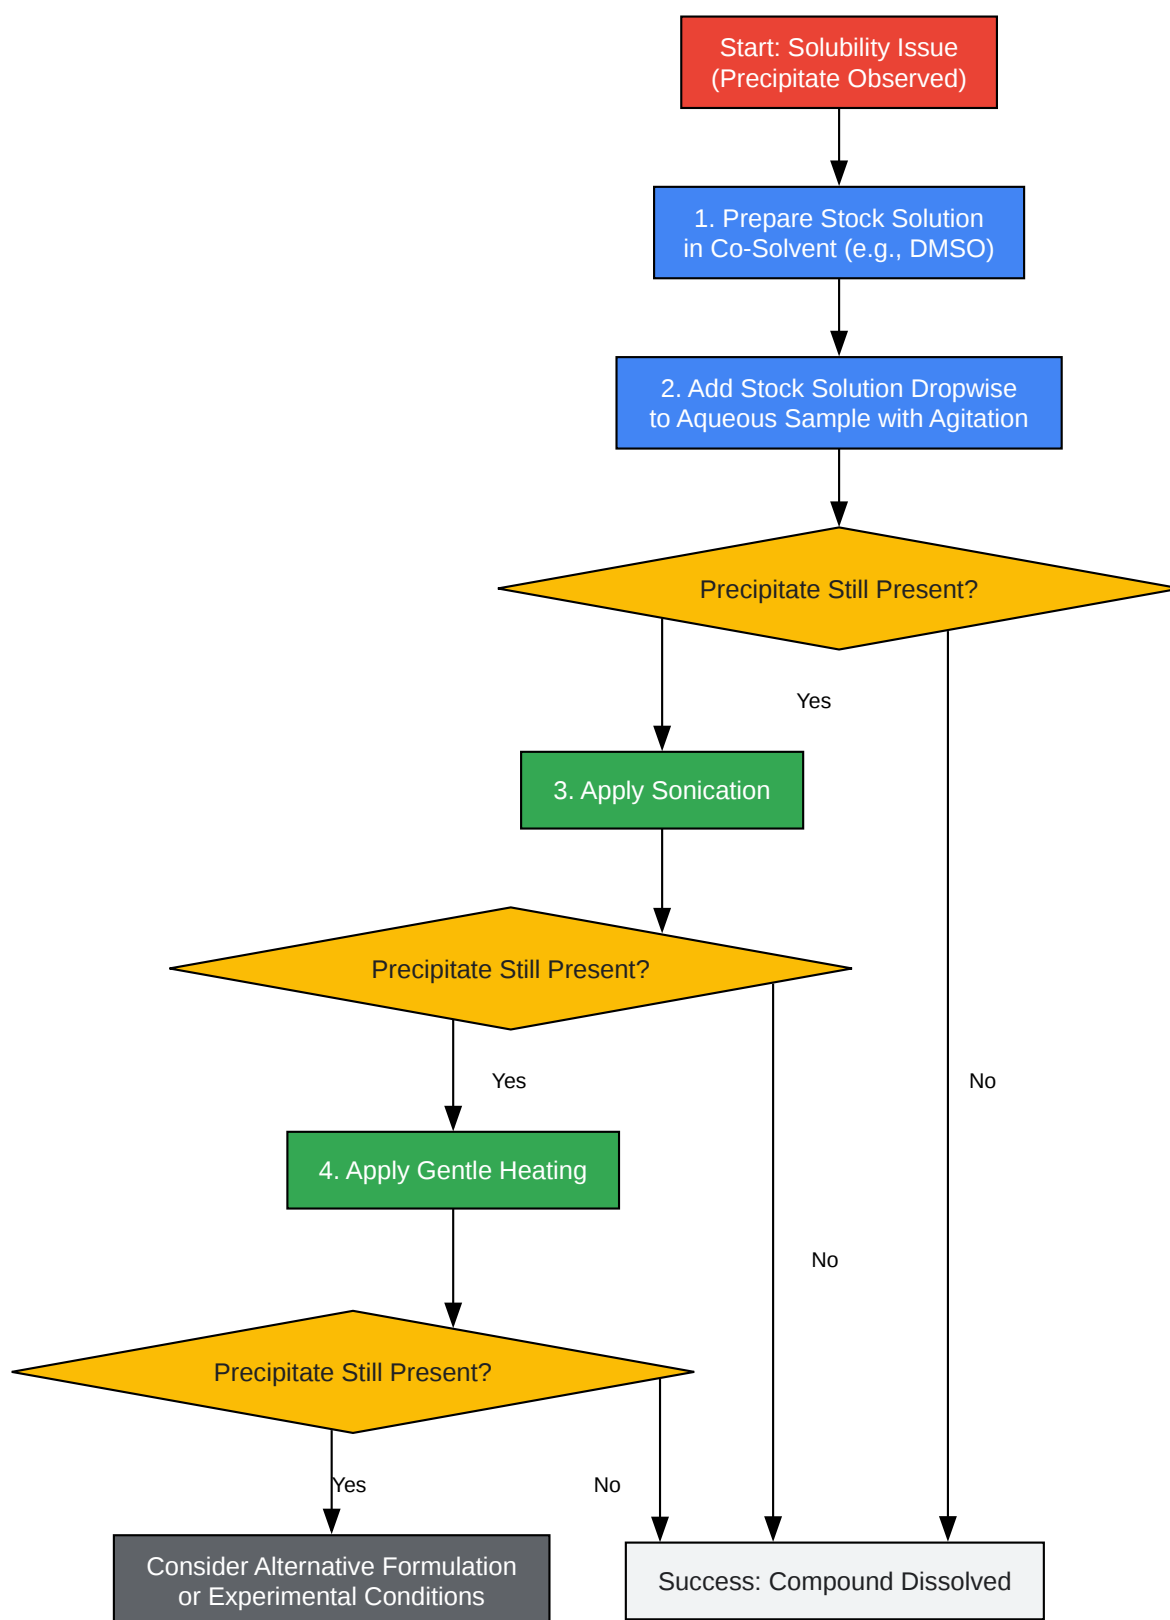 Start: Solubility Issue
(Precipitate Observed)
1. Prepare Stock Solution
in Co-Solvent (e.g., DMSO)
2. Add Stock Solution Dropwise
to Aqueous Sample with Agitation
Precipitate Still Present?
Yes
3. Apply Sonication
Precipitate Still Present?
Yes
No
4. Apply Gentle Heating
No
Precipitate Still Present?
Yes
No
Consider Alternative Formulation
or Experimental Conditions
Success: Compound Dissolved